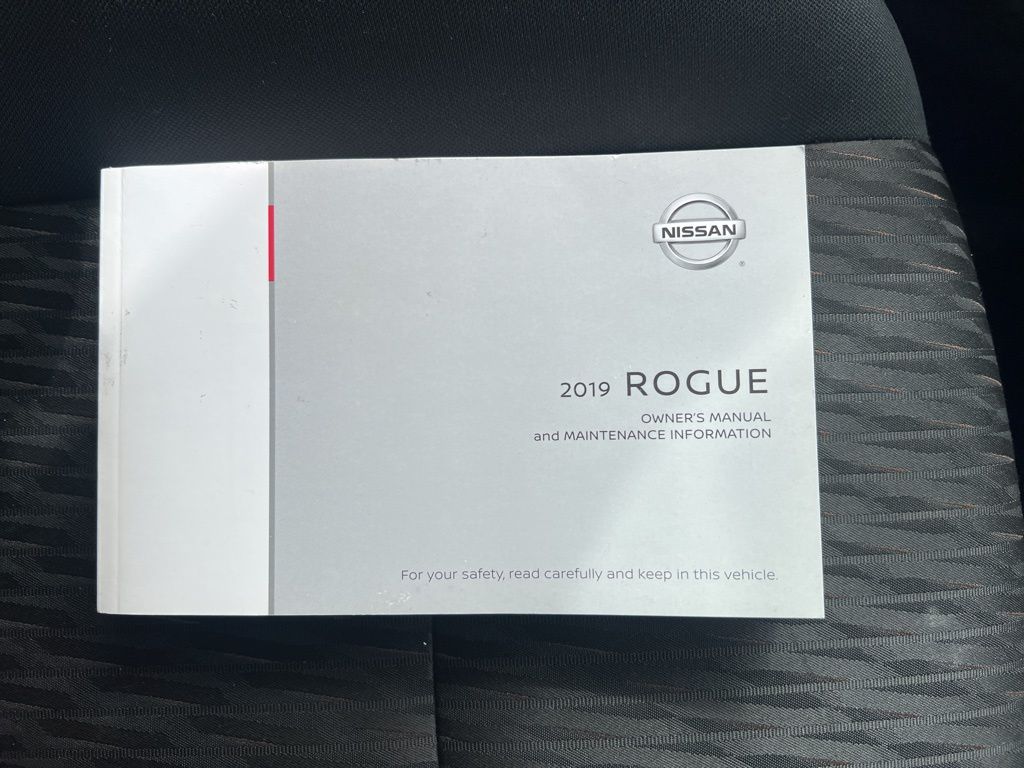 NISSAN
®
2019 ROGUE
OWNER'S MANUAL
and MAINTENANCE INFORMATION
For your safety, read carefully and keep in this vehicle.